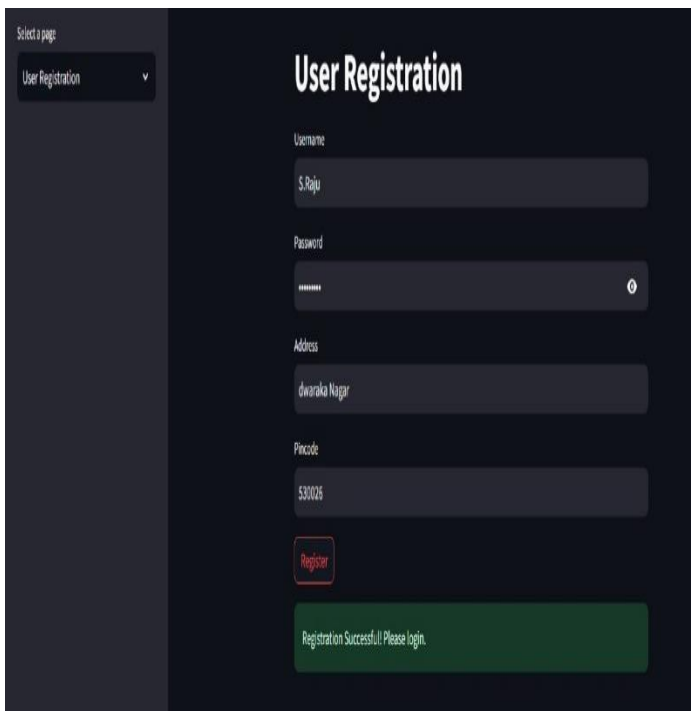 Select a page
User Registration
User Registration
Username
S.Raju
Password
•••••••••
Address
dwaraka Nagar
Pincode
530026
Register
Registration Successful! Please login.